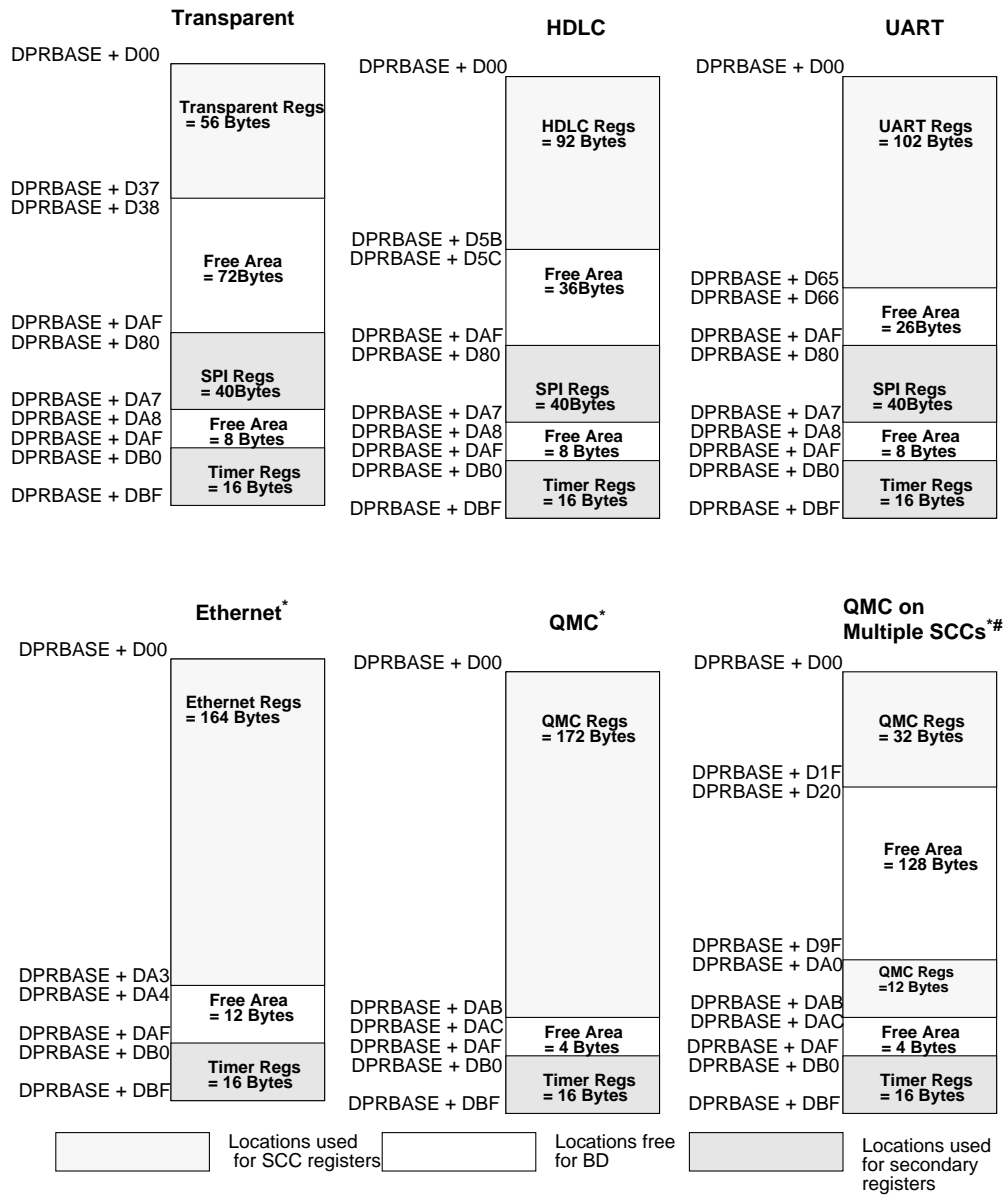 Transparent
DPRBASE + D00
Transparent Regs
= 56 Bytes
DPRBASE + D37
DPRBASE + D38
Free Area
= 72Bytes
DPRBASE + DAF
DPRBASE + D80
SPI Regs
= 40Bytes
DPRBASE + DA7
DPRBASE + DA8
Free Area
= 8 Bytes
DPRBASE + DAF
DPRBASE + DB0
Timer Regs
= 16 Bytes
DPRBASE + DBF
HDLC
DPRBASE + D00
HDLC Regs
= 92 Bytes
DPRBASE + D5B
DPRBASE + D5C
Free Area
= 36Bytes
DPRBASE + DAF
DPRBASE + D80
SPI Regs
= 40Bytes
DPRBASE + DA7
DPRBASE + DA8
Free Area
= 8 Bytes
DPRBASE + DAF
DPRBASE + DB0
Timer Regs
= 16 Bytes
DPRBASE + DBF
UART
DPRBASE + D00
UART Regs
= 102 Bytes
DPRBASE + D65
DPRBASE + D66
Free Area
= 26Bytes
DPRBASE + DAF
DPRBASE + D80
SPI Regs
= 40Bytes
DPRBASE + DA7
DPRBASE + DA8
Free Area
= 8 Bytes
DPRBASE + DAF
DPRBASE + DB0
Timer Regs
= 16 Bytes
DPRBASE + DBF
Ethernet*
DPRBASE + D00
Ethernet Regs
= 164 Bytes
DPRBASE + DA3
DPRBASE + DA4
Free Area
= 12 Bytes
DPRBASE + DAF
DPRBASE + DB0
Timer Regs
= 16 Bytes
DPRBASE + DBF
QMC*
DPRBASE + D00
QMC Regs
= 172 Bytes
DPRBASE + DAB
DPRBASE + DAC
Free Area
= 4 Bytes
DPRBASE + DAF
DPRBASE + DB0
Timer Regs
= 16 Bytes
DPRBASE + DBF
QMC on
Multiple SCCs*#
DPRBASE + D00
QMC Regs
= 32 Bytes
DPRBASE + D1F
DPRBASE + D20
Free Area
= 128 Bytes
DPRBASE + D9F
DPRBASE + DA0
QMC Regs
=12 Bytes
DPRBASE + DAB
DPRBASE + DAC
Free Area
= 4 Bytes
DPRBASE + DAF
DPRBASE + DB0
Timer Regs
= 16 Bytes
DPRBASE + DBF
Locations used
for SCC registers
Locations free
for BD
Locations used
for secondary
registers